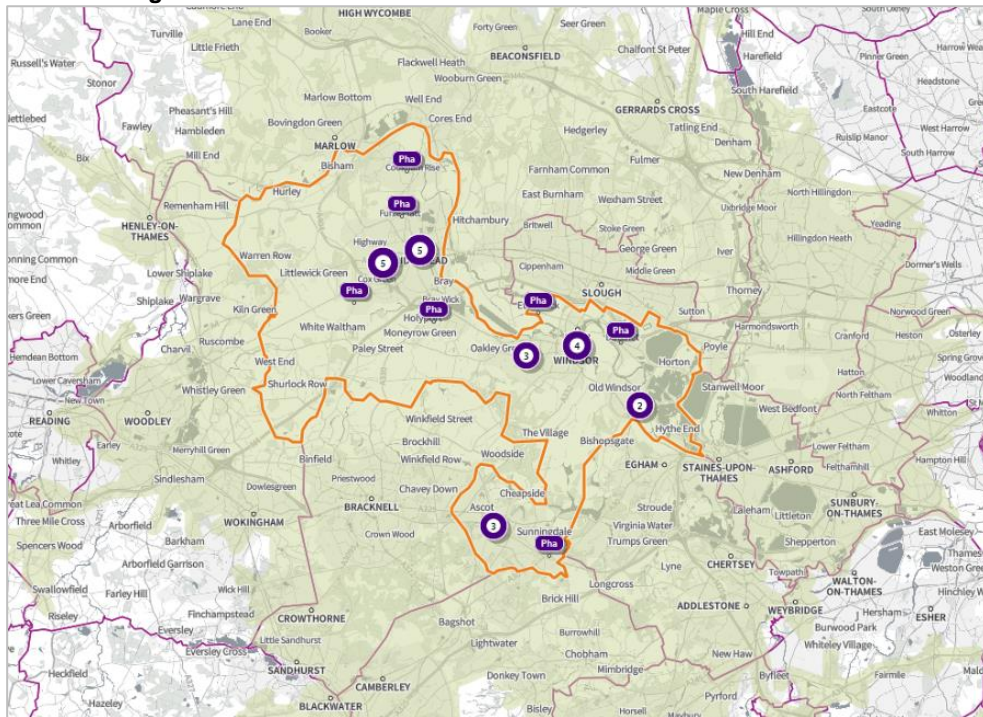 HIGH WYCOMBE
Lane End
Booker
Forty Green
Seer Green
Maple Cross
Hill End
Turville
Little Frieth
BEACONSFIELD
Chalfont St Peter
Harefield
Pinner Green
Russell's Water
Flackwell Heath
Stonor
Wooburn Green
South Harefield
Headstone
Pheasant's Hill
Marlow Bottom
Well End
GERRARDS CROSS
Eastcote
Fawley
Hambleden
Bovingdon Green
Cores End
Tatling End
West Harrow
Hedgerley
Ruislip Manor
MARLOW
Denham
South Harrow
Bix
Mill End
Bisham
Pha
Fulmer
Farnham Common
New Denham
Hurley
East Burnham
Wexham Street
North Hillingdon
Remenham Hill
Pha
Uxbridge Moor
HENLEY-ON-THAMES
Hitchambury
Britwell
Stoke Green
Yeading
George Green
Hillingdon Heath
Highway
5
5
Iver
Warren Row
Cippenham
Middle Green
Dormer's Wells
Lower Shiplake
Littlewick Green
Bray
SLOUGH
Thorney
Shiplake
Wargrave
Pha
Pha
Sutton
Norwood Green
Kiln Green
Bray Wick
Pha
Harmondsworth
Osterley
White Waltham
Moneyrow Green
Pha
Cranford
Heston
Ruscombe
4
Poyle
Charvil
Paley Street
3
WINDSOR
Horton
Hatton
West End
Stanwell Moor
North Feltham
Lower Caversham
Whistley Green
Shurlock Row
Old Windsor
2
West Bedfont
Whitton
READING
WOODLEY
Winkfield Street
The Village
Hythe End
Earley
Merryhill Green
Brockhill
Bishopsgate
Lower Feltham
Whitley
Woodside
EGHAM
STAINES-UPON-THAMES
ASHFORD
Felthamhill
Hampton Hill
Binfield
Winkfield Row
Sindlesham
Dowlesgreen
Priestwood
Chavey Down
Cheapside
Stroude
Laleham
SUNBURY-ON-THAMES
Three Mile Cross
Arborfield
WOKINGHAM
BRACKNELL
Ascot
Littleton
Spencers Wood
Barkham
Crown Wood
3
Sunningdale
Virginia Water
Shepperton
East Molesey
Arborfield Garrison
Pha
Trumps Green
Lyne
CHERTSEY
Swallowfield
Farley Hill
Wick Hill
Longcross
Towpath
WALTON-ON-THAMES
Riseley
Finchampstead
CROWTHORNE
Brick Hill
ADDLESTONE
WEYBRIDGE
ESHER
Hersham
Eversley
Bagshot
Burwood Park
Little Sandhurst
Burrowhill
Whiteley Village
Eversley Cross
Lightwater
New Haw
SANDHURST
Chobham
Heckfield
Mimbridge
Byfleet
Fairmile
CAMBERLEY
Donkey Town
Pyrford
Hazeley
BLACKWATER
Bisley
Horsell